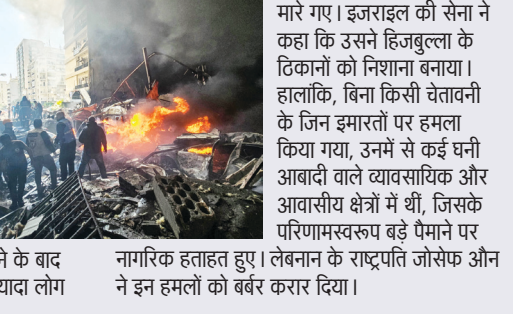 मारे गए। इजराइल की सेना ने
कहा कि उसने हिजबुल्ला के
ठिकानों को निशाना बनाया।
हालांकि, बिना किसी चेतावनी
के जिन इमारतों पर हमला
किया गया, उनमें से कई घनी
आबादी वाले व्यावसायिक और
आवासीय क्षेत्रों में थीं, जिसके
परिणामस्वरूप बड़े पैमाने पर
के बाद नागरिक हताहत हुए। लेबनान के राष्ट्रपति जोसेफ औन
लोग ने इन हमलों को बर्बर करार दिया।